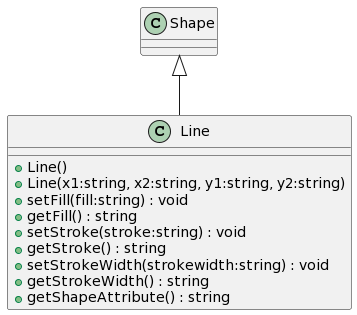 C Shape
C Line
Line()
Line(x1:string, x2:string, y1:string, y2:string)
setFill(fill:string) : void
getFill() : string
setStroke(stroke:string) : void
getStroke() : string
setStrokeWidth(strokewidth:string) : void
getStrokeWidth() : string
getShapeAttribute() : string